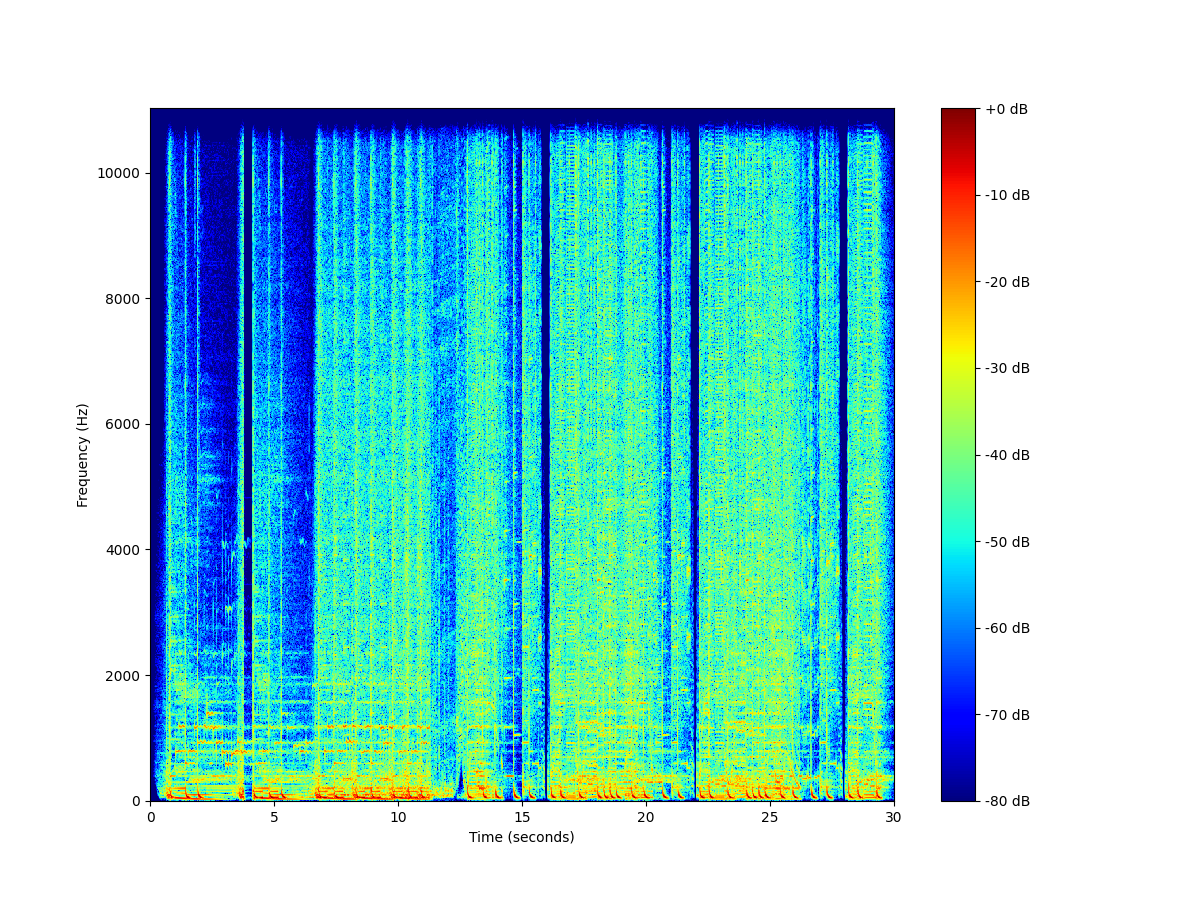 +0 dB
10000
-10 dB
-20 dB
8000
-30 dB
6000
-40 dB
Frequency (Hz)
4000
-50 dB
-60 dB
2000
-70 dB
0
-80 dB
0 5 10 15 20 25 30
Time (seconds)